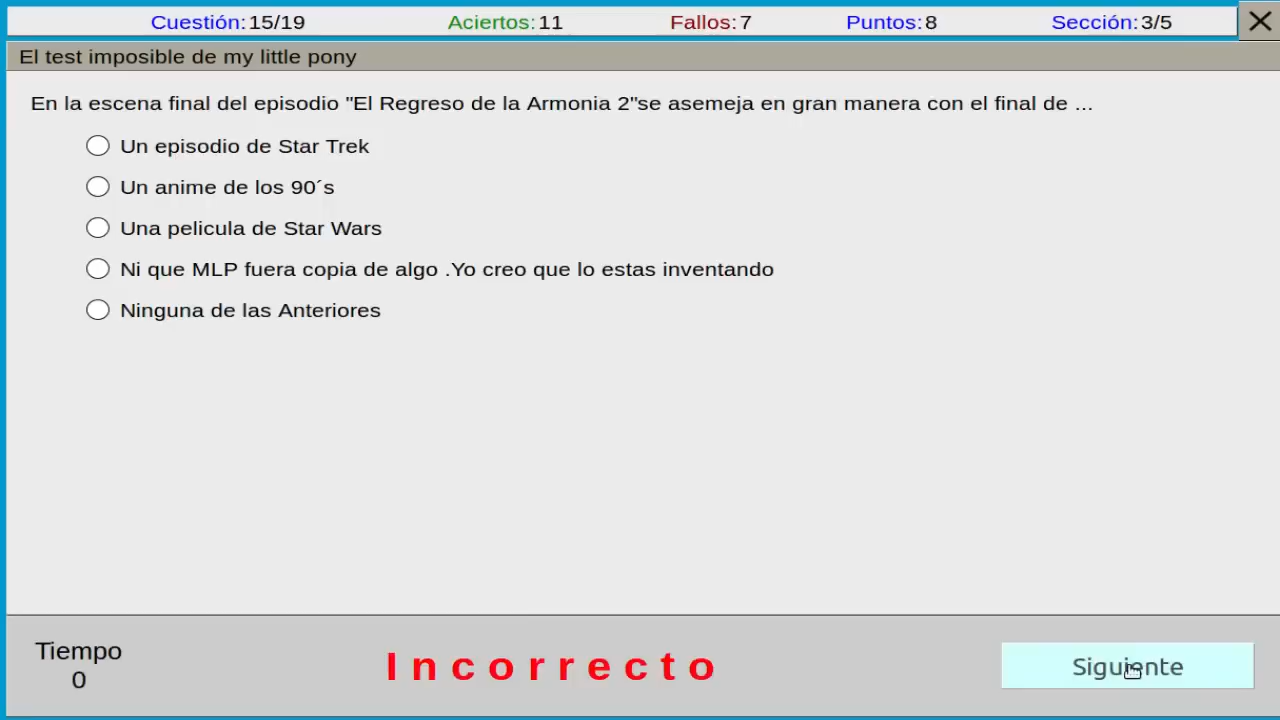 Cuestión: 15/19 Aciertos: 11 Fallos: 7 Puntos: 8 Sección: 3/5
El test imposible de my little pony
En la escena final del episodio "El Regreso de la Armonia 2"se asemeja en gran manera con el final de ...
Un episodio de Star Trek
Un anime de los 90´s
Una pelicula de Star Wars
Ni que MLP fuera copia de algo .Yo creo que lo estas inventando
Ninguna de las Anteriores
Tiempo
0
Incorrecto
Siguiente